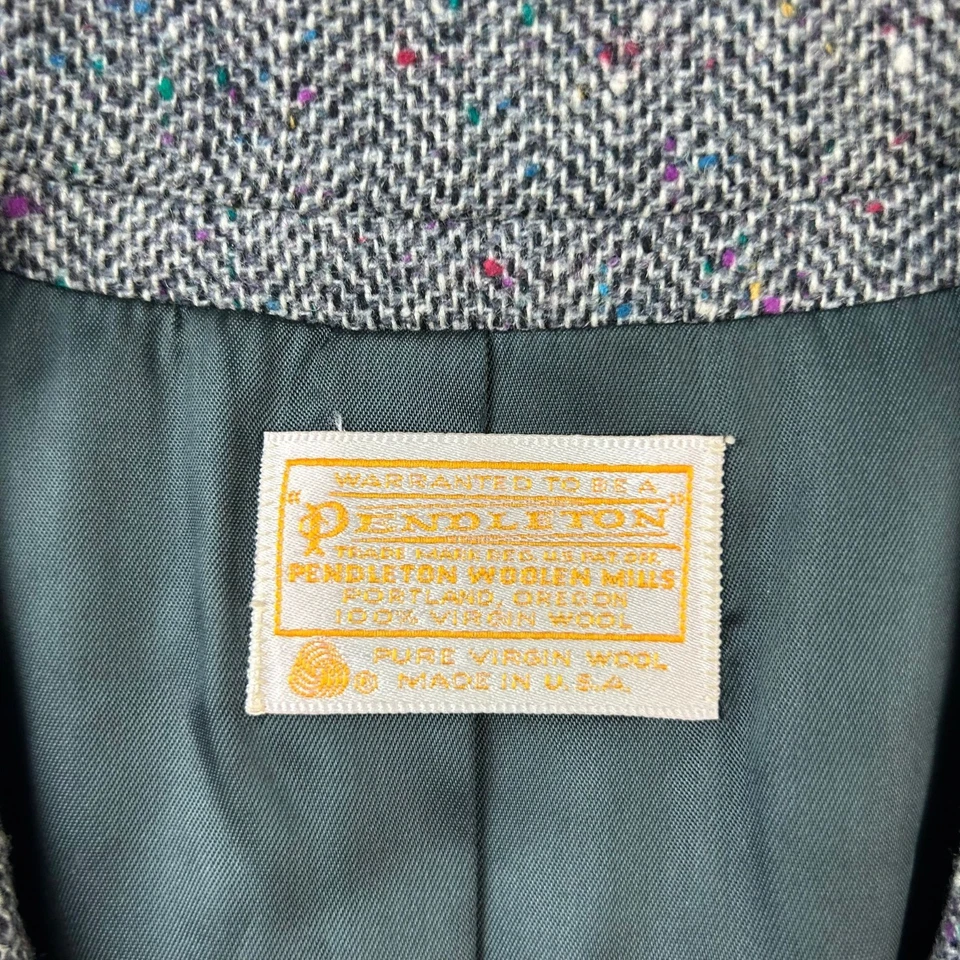 WARRANTED TO BE A
"PENDLETON"
TRADE MARK REG. U.S. PAT. OFF.
PENDLETON WOOLEN MILLS
PORTLAND, OREGON
100% VIRGIN WOOL
PURE VIRGIN WOOL
® MADE IN U.S.A.